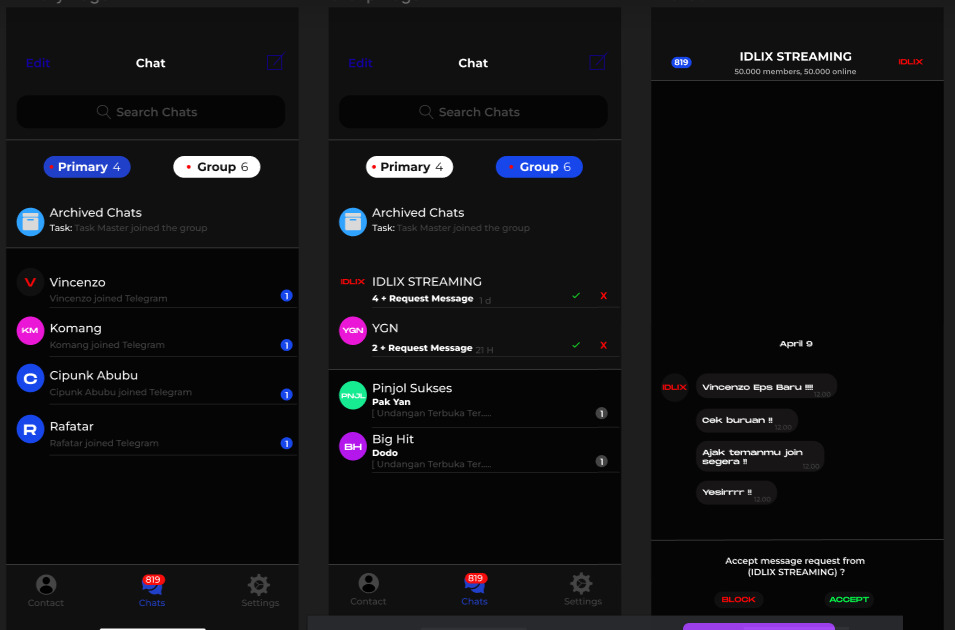 Edit
Chat
Search Chats
Primary 4
Group 6
Archived Chats
Task: Task Master joined the group
V
Vincenzo
Vincenzo joined Telegram
1
KM
Komang
Komang joined Telegram
1
C
Cipunk Abubu
Cipunk Abubu joined Telegram
1
R
Rafatar
Rafatar joined Telegram
1
Contact
819
Chats
Settings
Edit
Chat
Search Chats
Primary 4
Group 6
Archived Chats
Task: Task Master joined the group
IDLIX
IDLIX STREAMING
4 + Request Message 1 d
X
YGN
YGN
2 + Request Message 21 H
X
PNJL
Pinjol Sukses
Pak Yan
[ Undangan Terbuka Ter.....
1
BH
Big Hit
Dodo
[ Undangan Terbuka Ter.....
1
Contact
819
Chats
Settings
819
IDLIX STREAMING
50.000 members, 50.000 online
IDLIX
April 9
IDLIX
Vincenzo Eps Baru !!!!
12.00
Cek buruan !!
12.00
Ajak temanmu join
segera !!
12.00
Yesirrrr !!
12.00
Accept message request from
(IDLIX STREAMING) ?
BLOCK
ACCEPT